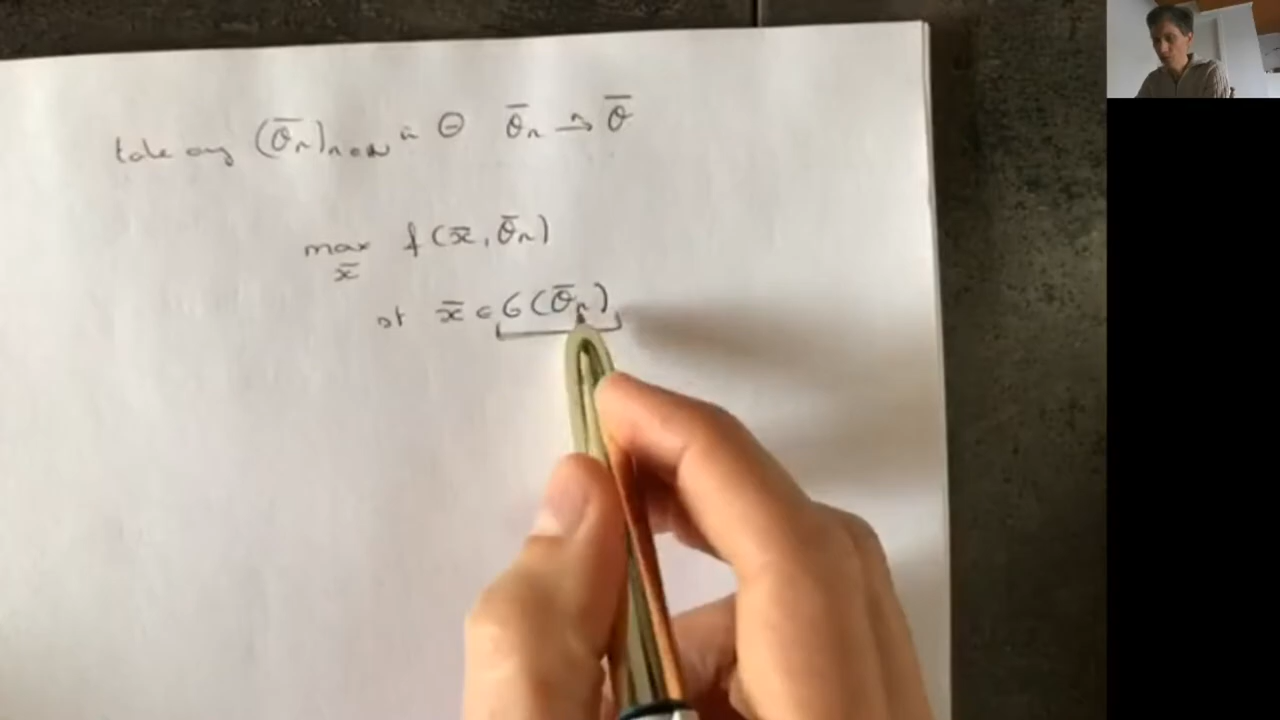 take any (θ̄ₙ)ₙ∈ℕ in Θ θ̄ₙ →ⁿ θ̄
max f(x̄, θ̄ₙ)
x̄
st x̄ ∈ G(θ̄ₙ)